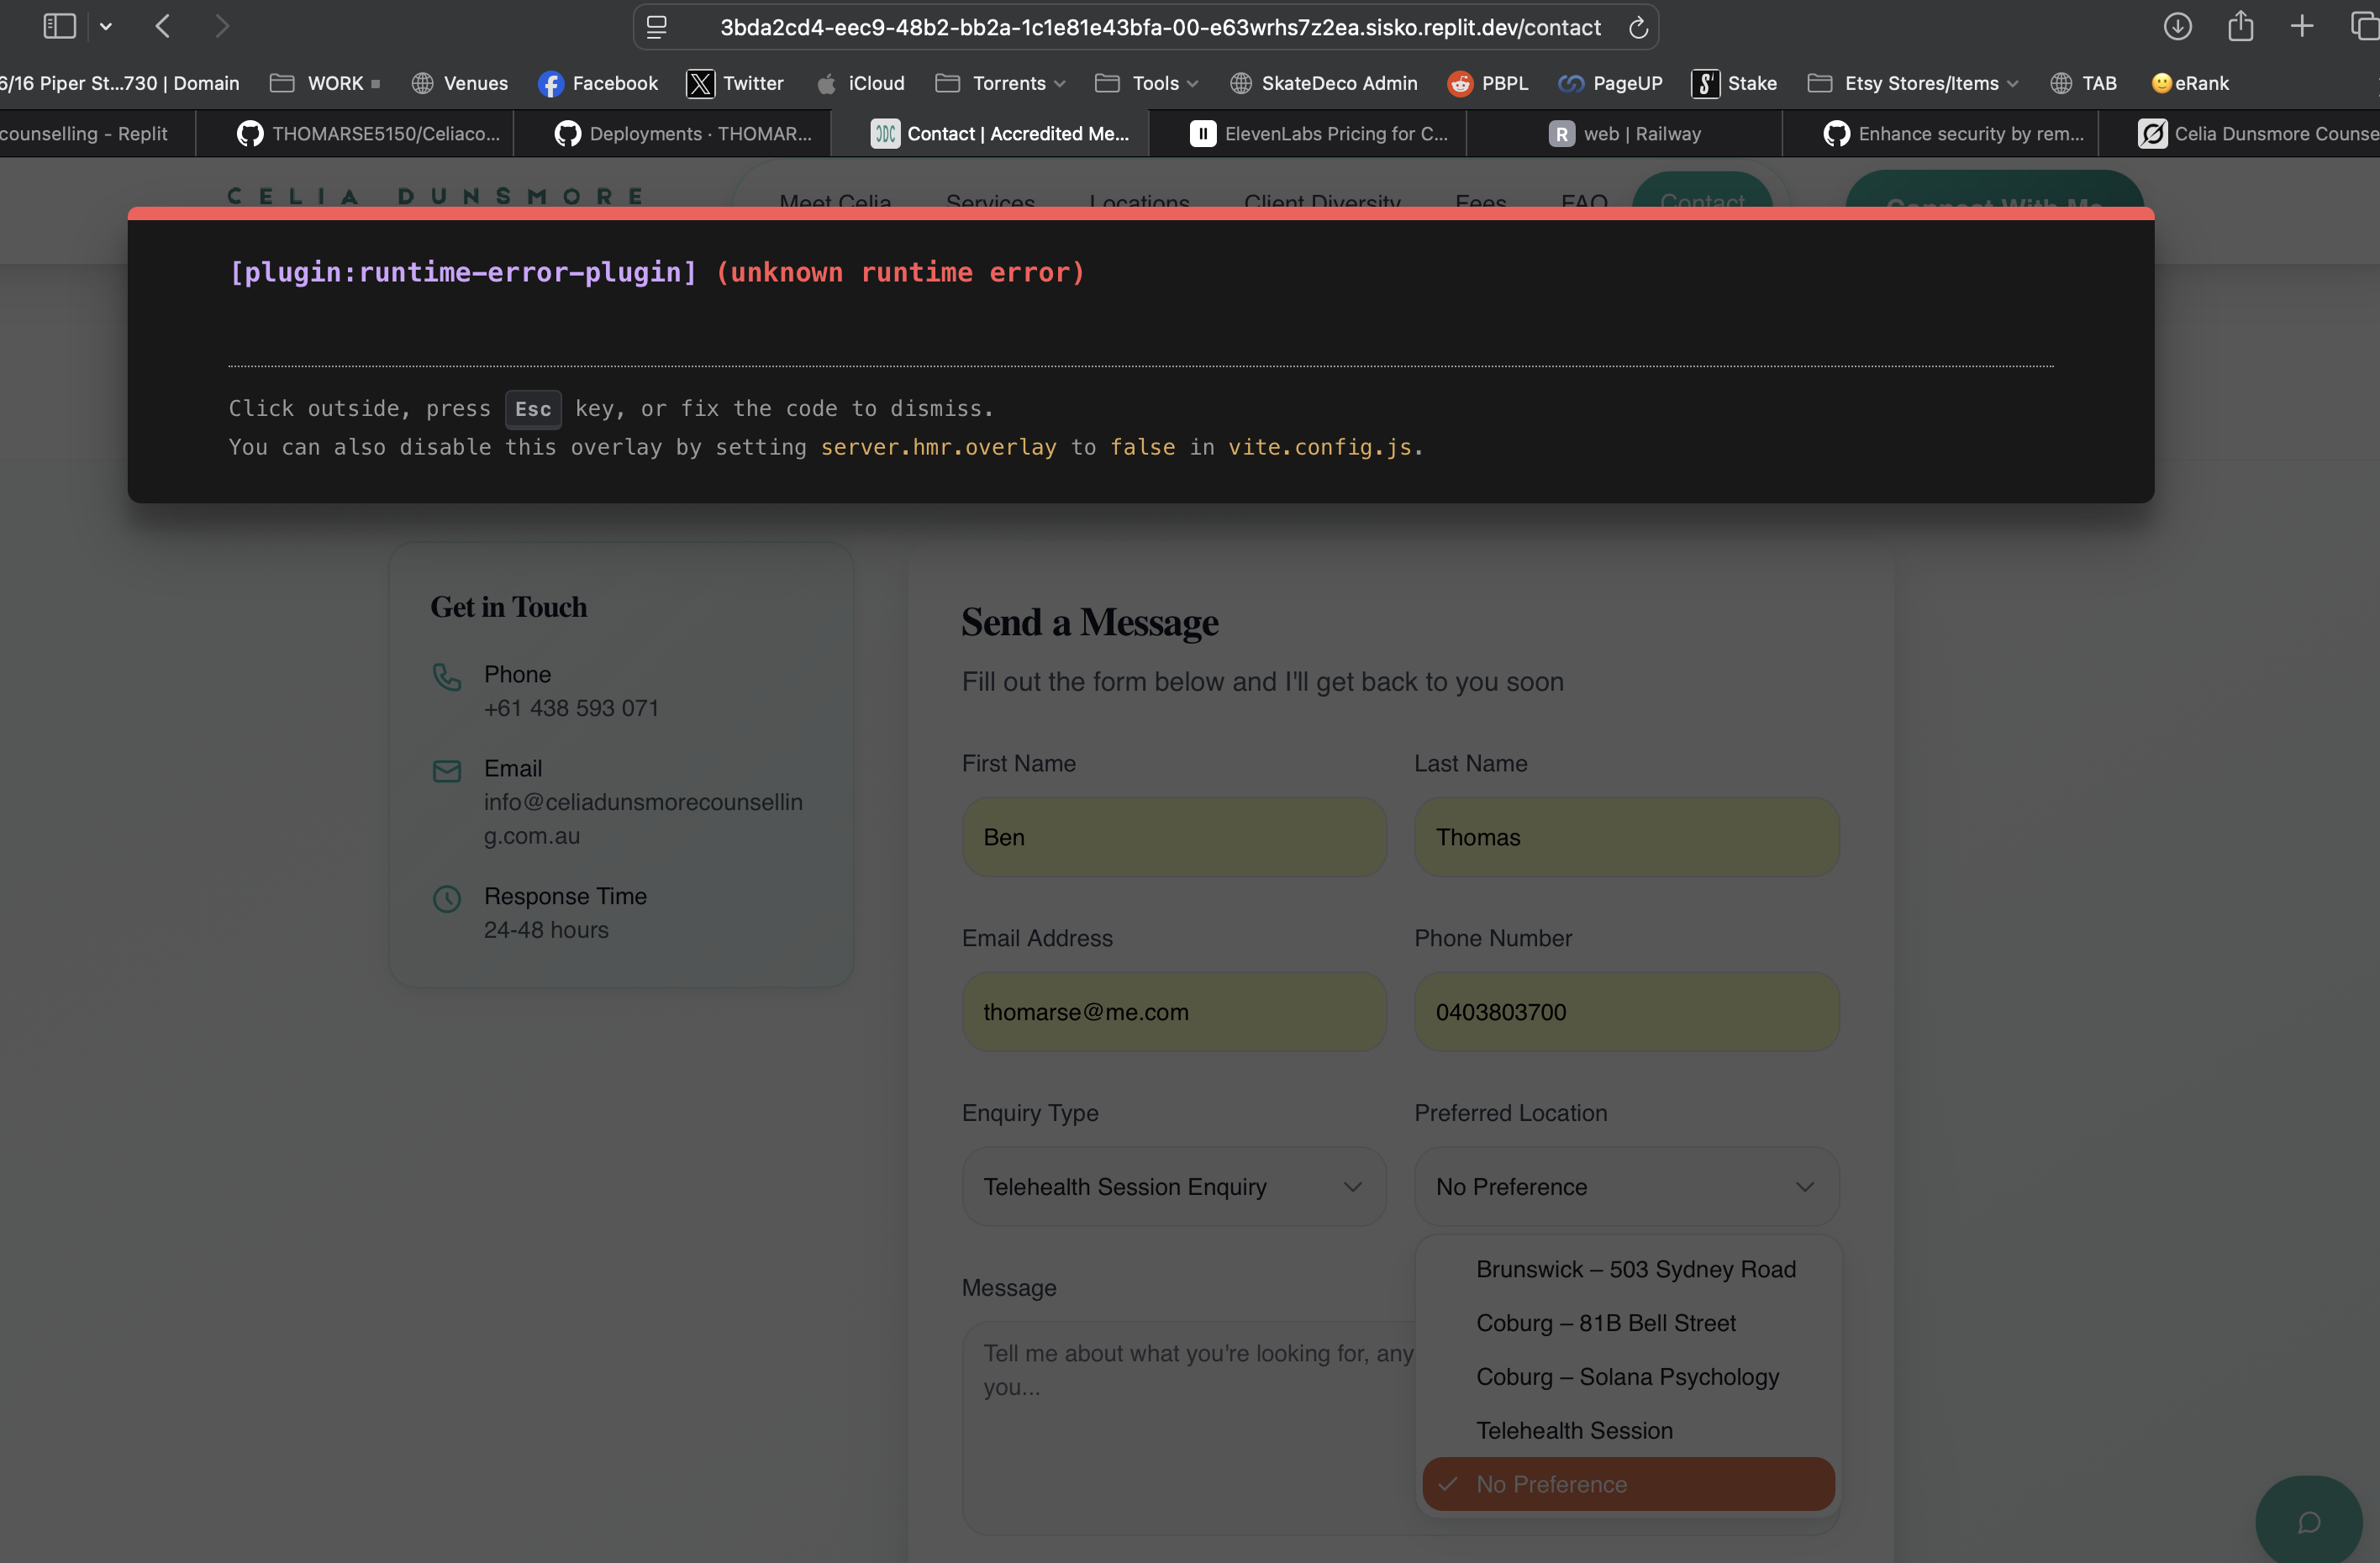 3bda2cd4-eec9-48b2-bb2a-1c1e81e43bfa-00-e63wrhs7z2ea.sisko.replit.dev/contact
6/16 Piper St...730 | Domain
WORK
Venues
Facebook
Twitter
iCloud
Torrents
Tools
SkateDeco Admin
PBPL
PageUP
Stake
Etsy Stores/Items
TAB
eRank
counselling - Replit
THOMARSE5150/Celiaco...
Deployments · THOMAR...
Contact | Accredited Me...
ElevenLabs Pricing for C...
web | Railway
Enhance security by rem...
Celia Dunsmore Counse
CELIA DUNSMORE
Meet Celia
Services
Locations
Client Diversity
Fees
FAQ
Contact
Connect With Me
[plugin:runtime-error-plugin] (unknown runtime error)
Click outside, press Esc key, or fix the code to dismiss.
You can also disable this overlay by setting server.hmr.overlay to false in vite.config.js.
Get in Touch
Phone
+61 438 593 071
Email
info@celiadunsmorecounsellin
g.com.au
Response Time
24-48 hours
Send a Message
Fill out the form below and I'll get back to you soon
First Name
Last Name
Ben
Thomas
Email Address
Phone Number
thomarse@me.com
0403803700
Enquiry Type
Preferred Location
Telehealth Session Enquiry
No Preference
Message
Tell me about what you're looking for, any
you...
Brunswick – 503 Sydney Road
Coburg – 81B Bell Street
Coburg – Solana Psychology
Telehealth Session
No Preference